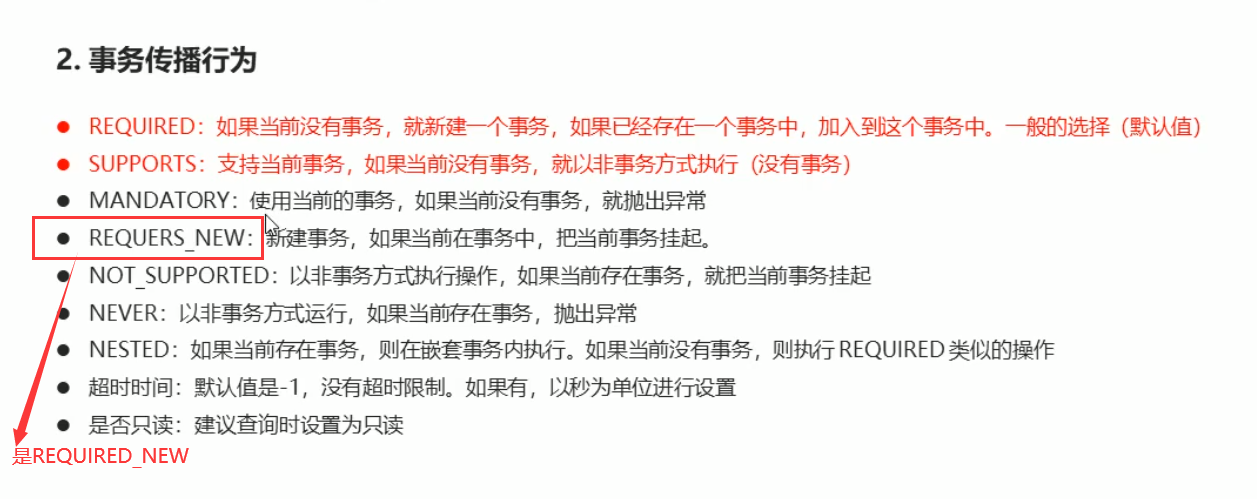 2. 事务传播行为
REQUIRED：如果当前没有事务，就新建一个事务，如果已经存在一个事务中，加入到这个事务中。一般的选择（默认值）
SUPPORTS：支持当前事务，如果当前没有事务，就以非事务方式执行（没有事务）
MANDATORY：使用当前的事务，如果当前没有事务，就抛出异常
REQUERS_NEW：新建事务，如果当前在事务中，把当前事务挂起。
NOT_SUPPORTED：以非事务方式执行操作，如果当前存在事务，就把当前事务挂起
NEVER：以非事务方式运行，如果当前存在事务，抛出异常
NESTED：如果当前存在事务，则在嵌套事务内执行。如果当前没有事务，则执行 REQUIRED 类似的操作
超时时间：默认值是-1，没有超时限制。如果有，以秒为单位进行设置
是否只读：建议查询时设置为只读
是REQUIRED_NEW